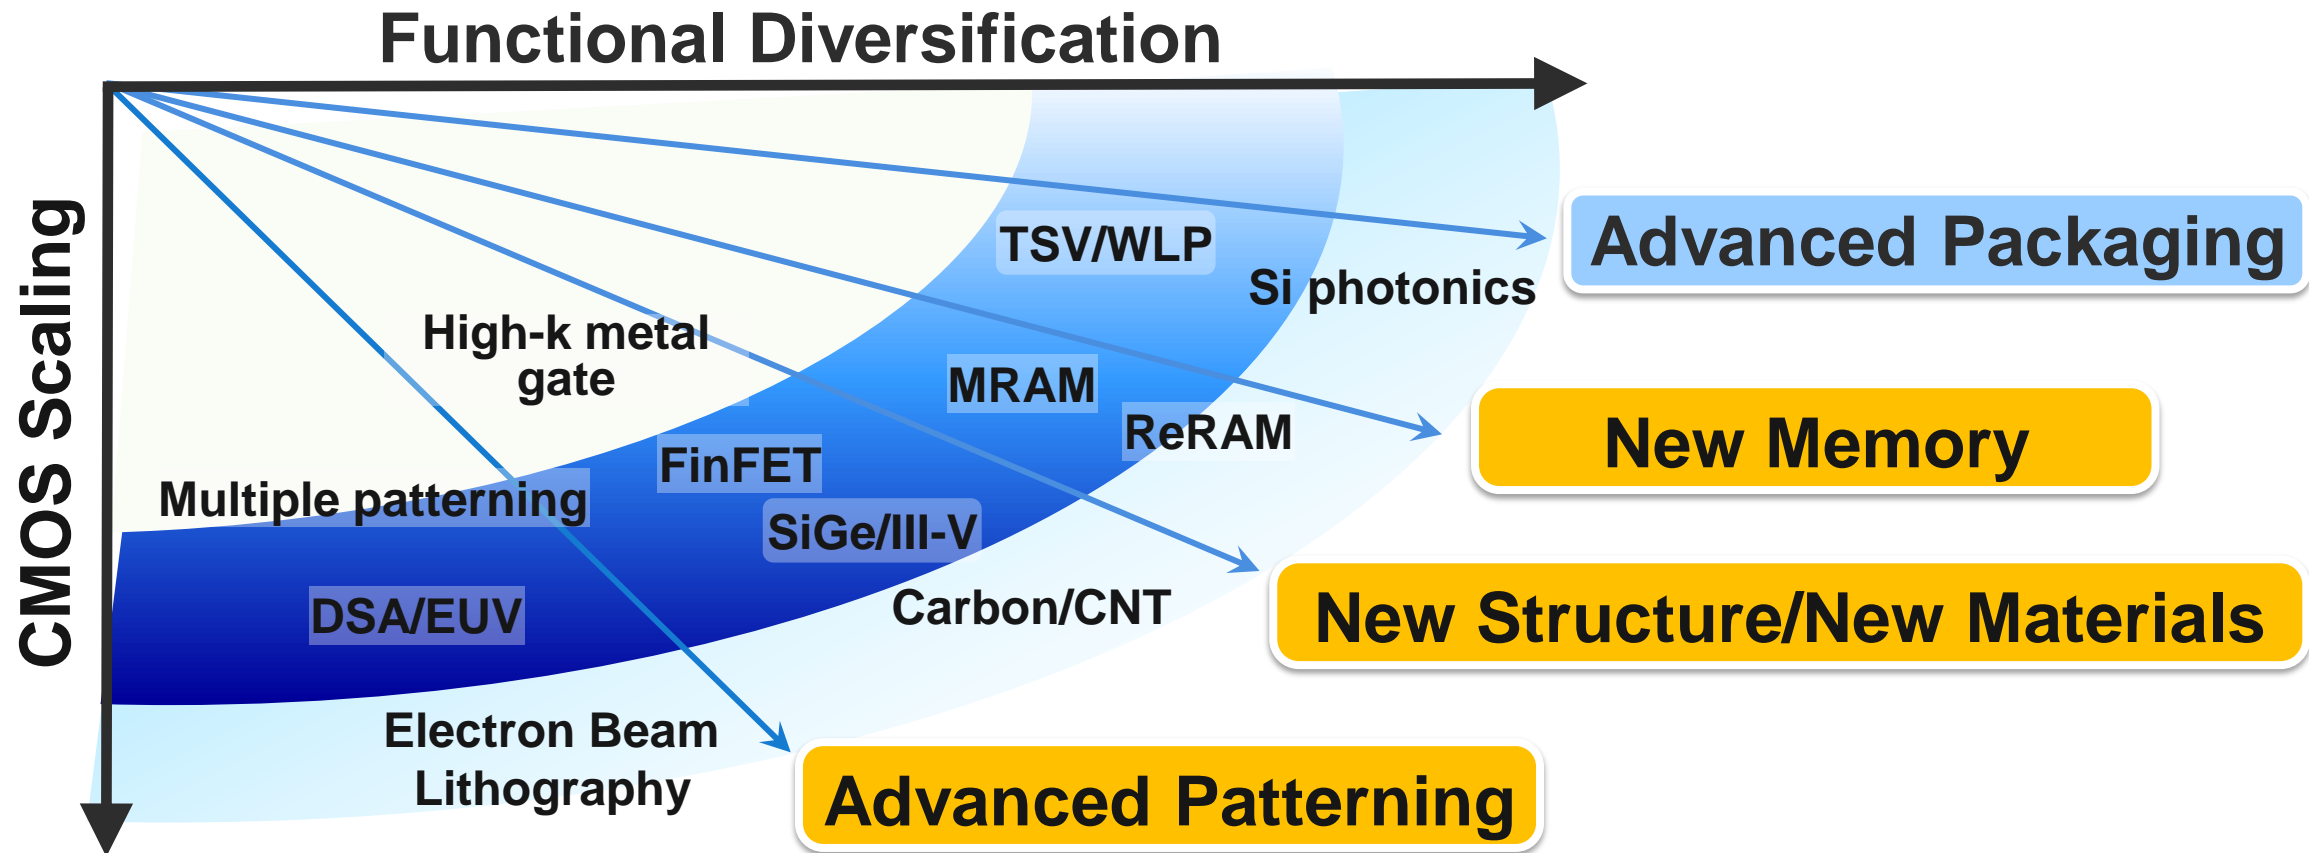 Functional Diversification
CMOS Scaling
TSV/WLP
Advanced Packaging
Si photonics
High-k metal
gate
MRAM
ReRAM
New Memory
FinFET
Multiple patterning
SiGe/III-V
DSA/EUV
Carbon/CNT
New Structure/New Materials
Electron Beam
Lithography
Advanced Patterning